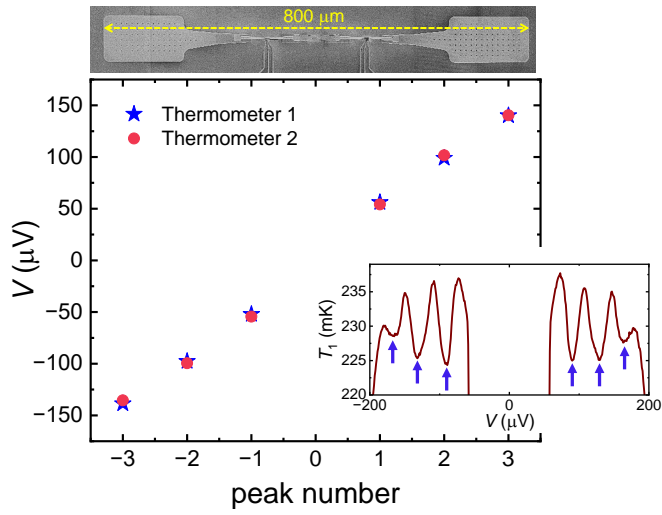 800 μm
150
100
50
0
−50
−100
−150
V (μV)
Thermometer 1
Thermometer 2
−3 −2 −1 0 1 2 3
peak number
235
230
225
220
T1 (mK)
−200 0 200
V (μV)